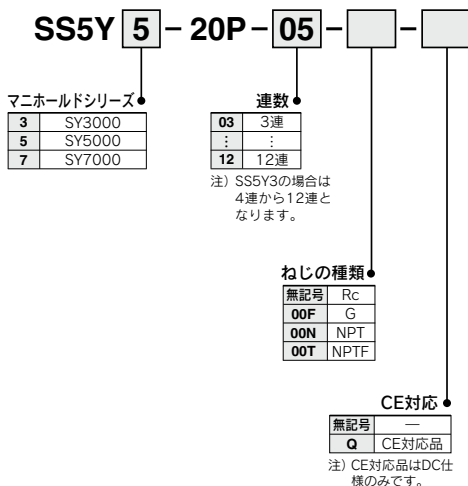 SS5Y 5 - 20P - 05 - -
マニホールドシリーズ
3 SY3000
5 SY5000
7 SY7000
連数
03 3連
⋮ ⋮
12 12連
注) SS5Y3の場合は
4連から12連と
なります。
ねじの種類
無記号 Rc
00F G
00N NPT
00T NPTF
CE対応
無記号 —
Q CE対応品
注) CE対応品はDC仕
様のみです。